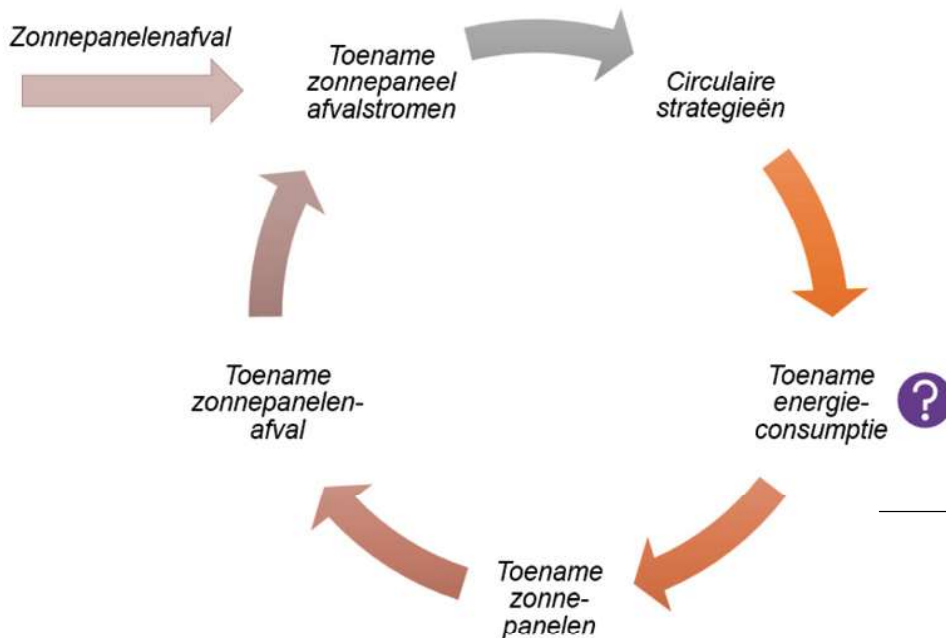 Zonnepanelenafval
Toename
zonnepaneel
afvalstromen
Circulaire
strategieën
Toename
energie-
consumptie
?
Toename
zonne-
panelen
Toename
zonnepanelen-
afval